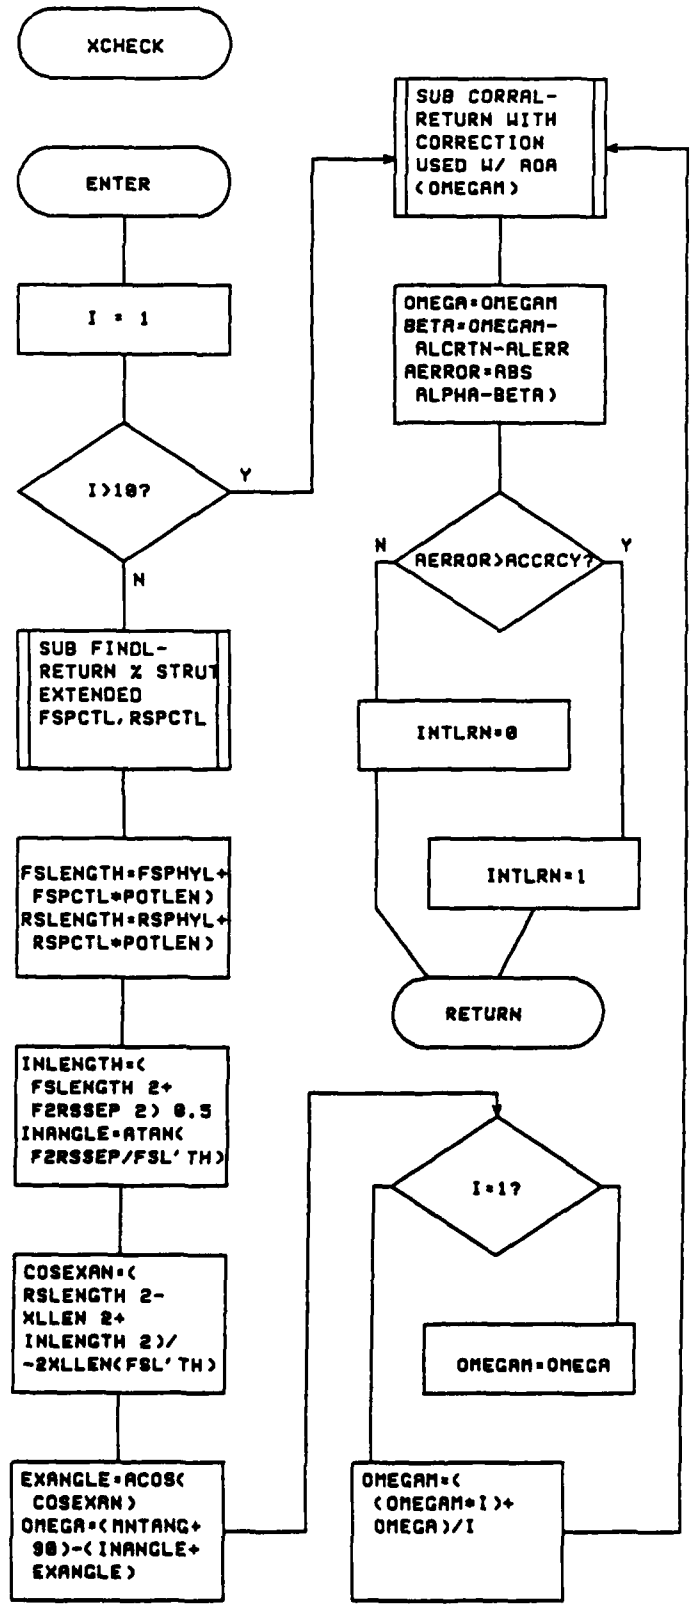 XCHECK
ENTER
I = 1
I>10?
Y
N
SUB FINDL-
RETURN % STRUT
EXTENDED
FSPCTL,RSPCTL
FSLENGTH=FSPHYL+
FSPCTL*POTLEN)
RSLENGTH=RSPHYL+
RSPCTL*POTLEN)
INLENGTH=(
FSLENGTH 2+
F2RSSEP 2) 0.5
INANGLE=ATAN(
F2RSSEP/FSL'TH)
COSEXAN=(
RSLENGTH 2-
XLLEN 2+
INLENGTH 2)/
-2XLLEN(FSL'TH)
EXANGLE=ACOS(
COSEXAN)
OMEGA=(MNTANG+
90)-(INANGLE+
EXANGLE)
SUB CORRAL-
RETURN WITH
CORRECTION
USED W/ AOA
(OMEGAM)
OMEGA=OMEGAM
BETA=OMEGAM-
ALCRTN-ALERR
AERROR=ABS
ALPHA-BETA)
N
AERROR>ACCRCY?
Y
INTLRN=0
INTLRN=1
RETURN
I=1?
OMEGAM=OMEGA
OMEGAM=(
(OMEGAM*I)+
OMEGA)/I